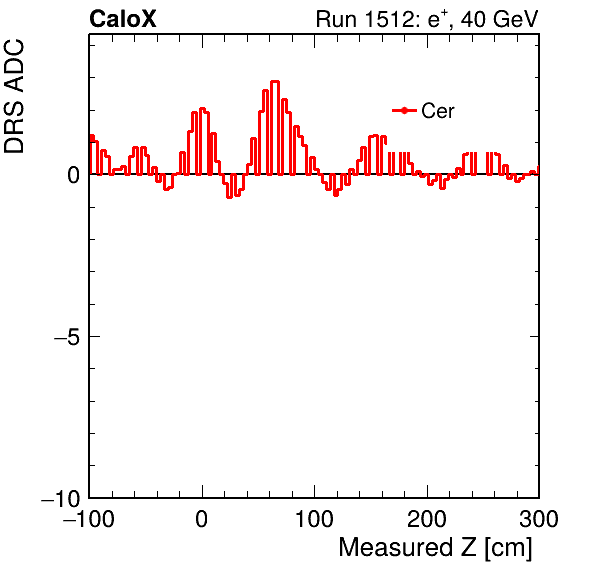 CaloX Run 1512: e⁺, 40 GeV
DRS ADC
Cer
0
−5
−10
−100 0 100 200 300
Measured Z [cm]